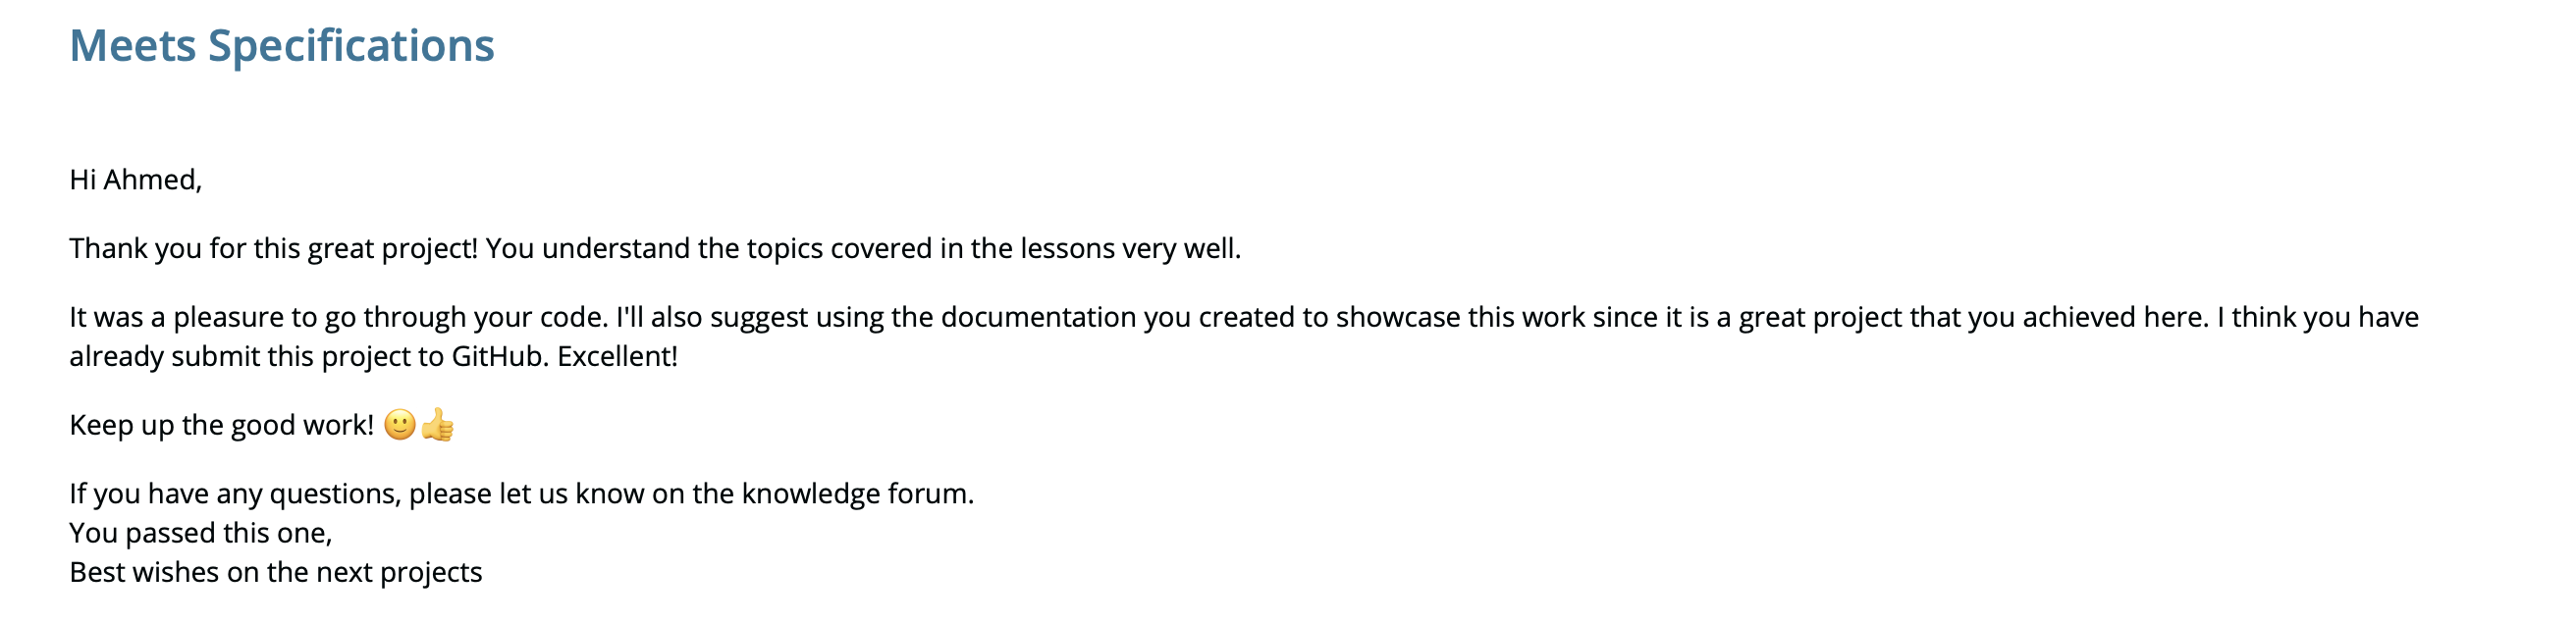 Meets Specifications
Hi Ahmed,
Thank you for this great project! You understand the topics covered in the lessons very well.
It was a pleasure to go through your code. I'll also suggest using the documentation you created to showcase this work since it is a great project that you achieved here. I think you have
already submit this project to GitHub. Excellent!
Keep up the good work! 🙂👍
If you have any questions, please let us know on the knowledge forum.
You passed this one,
Best wishes on the next projects